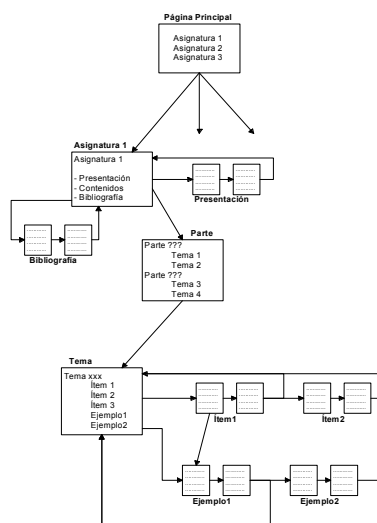 Página Principal
Asignatura 1
Asignatura 2
Asignatura 3
Asignatura 1
Asignatura 1
- Presentación
- Contenidos
- Bibliografía
Presentación
Bibliografía
Parte
Parte ???
Tema 1
Tema 2
Parte ???
Tema 3
Tema 4
Tema
Tema xxx
Ítem 1
Ítem 2
Ítem 3
Ejemplo1
Ejemplo2
Ítem1
Ítem2
Ejemplo1
Ejemplo2